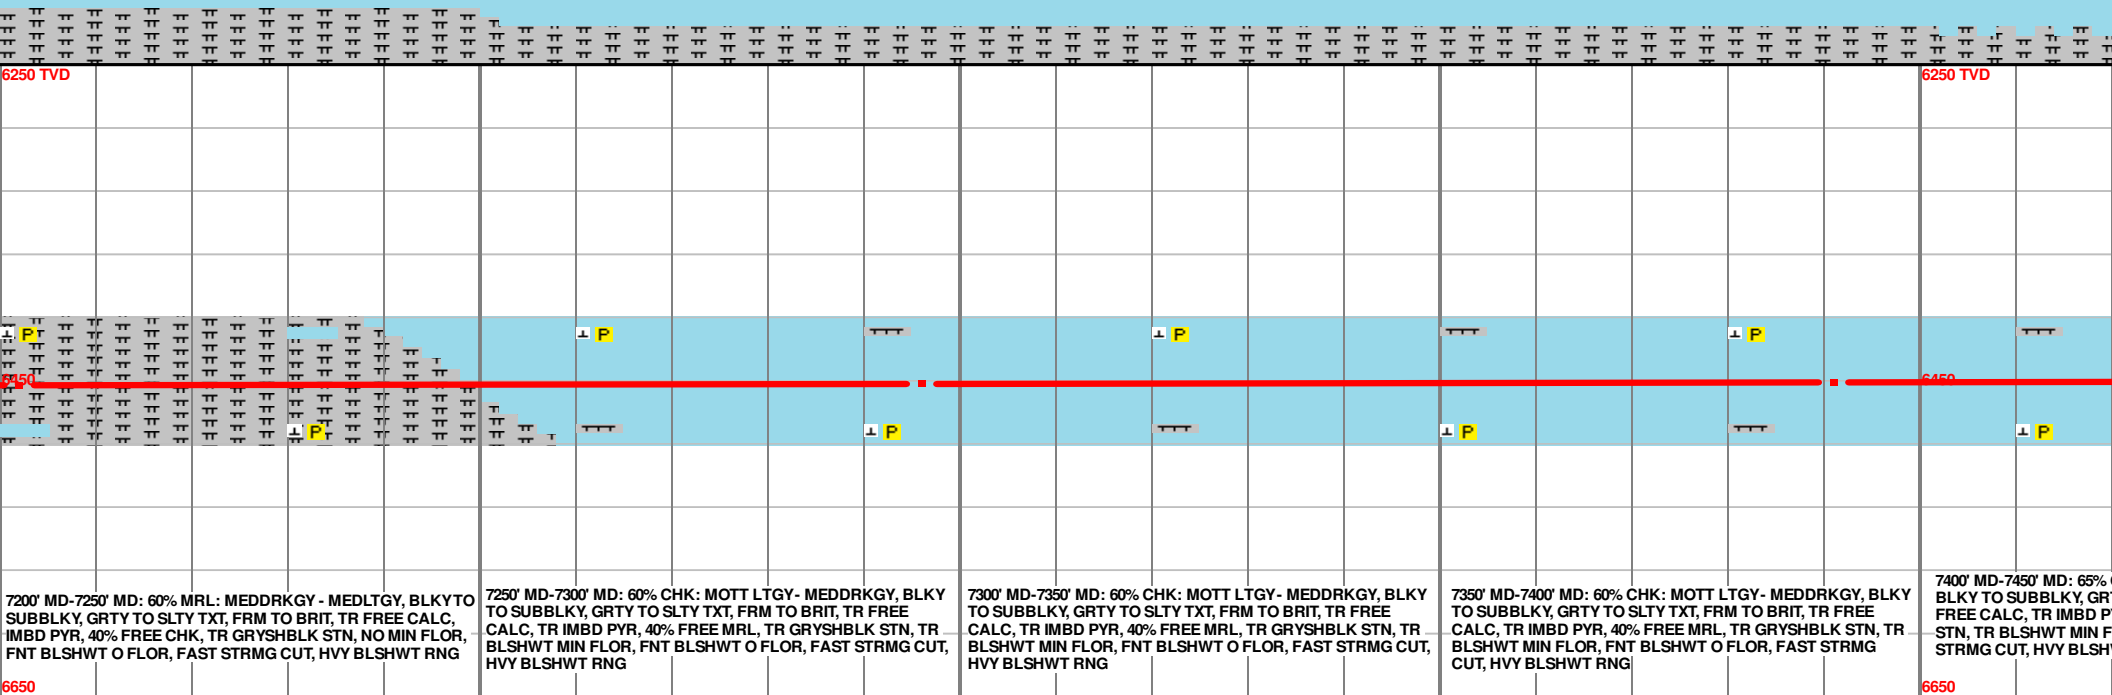 6250 TVD
6250 TVD
P
P
P
P
6450
6450
P
P
P
P
7200' MD-7250' MD: 60% MRL: MEDDRKGY - MEDLTGY, BLKY TO
SUBBLKY, GRTY TO SLTY TXT, FRM TO BRIT, TR FREE CALC,
IMBD PYR, 40% FREE CHK, TR GRYSHBLK STN, NO MIN FLOR,
FNT BLSHWT O FLOR, FAST STRMG CUT, HVY BLSHWT RNG
7250' MD-7300' MD: 60% CHK: MOTT LTGY- MEDDRKGY, BLKY
TO SUBBLKY, GRTY TO SLTY TXT, FRM TO BRIT, TR FREE
CALC, TR IMBD PYR, 40% FREE MRL, TR GRYSHBLK STN, TR
BLSHWT MIN FLOR, FNT BLSHWT O FLOR, FAST STRMG CUT,
HVY BLSHWT RNG
7300' MD-7350' MD: 60% CHK: MOTT LTGY- MEDDRKGY, BLKY
TO SUBBLKY, GRTY TO SLTY TXT, FRM TO BRIT, TR FREE
CALC, TR IMBD PYR, 40% FREE MRL, TR GRYSHBLK STN, TR
BLSHWT MIN FLOR, FNT BLSHWT O FLOR, FAST STRMG CUT,
HVY BLSHWT RNG
7350' MD-7400' MD: 60% CHK: MOTT LTGY- MEDDRKGY, BLKY
TO SUBBLKY, GRTY TO SLTY TXT, FRM TO BRIT, TR FREE
CALC, TR IMBD PYR, 40% FREE MRL, TR GRYSHBLK STN, TR
BLSHWT MIN FLOR, FNT BLSHWT O FLOR, FAST STRMG
CUT, HVY BLSHWT RNG
7400' MD-7450' MD: 65%
BLKY TO SUBBLKY,
FREE CALC, TR IMBD
STN, TR BLSHWT MIN
STRMG CUT, HVY
6650
6650